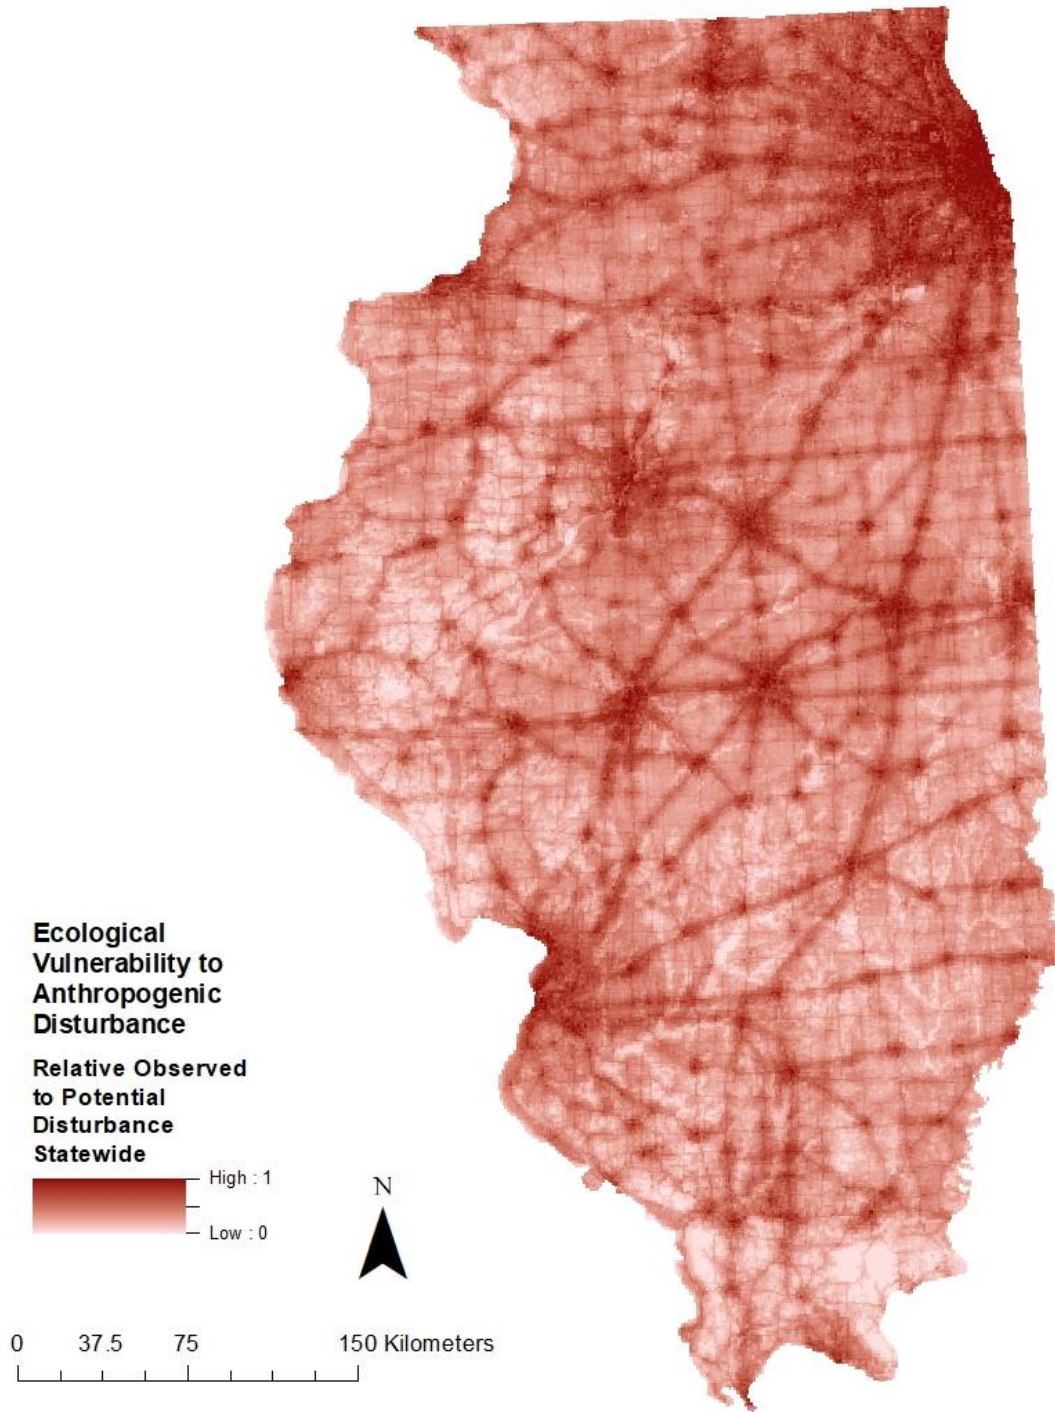 Ecological
Vulnerability to
Anthropogenic
Disturbance
Relative Observed
to Potential
Disturbance
Statewide
High : 1
Low : 0
N
0 37.5 75 150 Kilometers